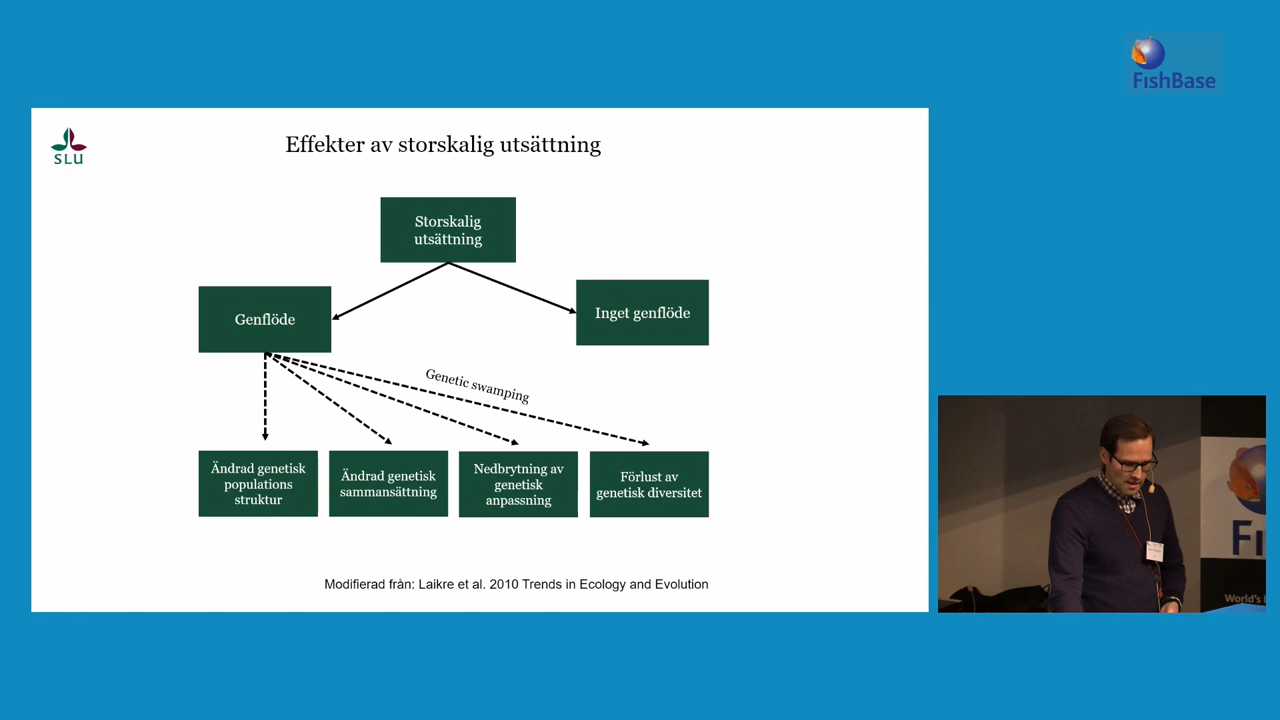 FishBase
SLU
Effekter av storskalig utsättning
Storskalig
utsättning
Genflöde
Inget genflöde
Genetic swamping
Ändrad genetisk
populations
struktur
Ändrad genetisk
sammansättning
Nedbrytning av
genetisk
anpassning
Förlust av
genetisk diversitet
Modifierad från: Laikre et al. 2010 Trends in Ecology and Evolution
Fi
World's